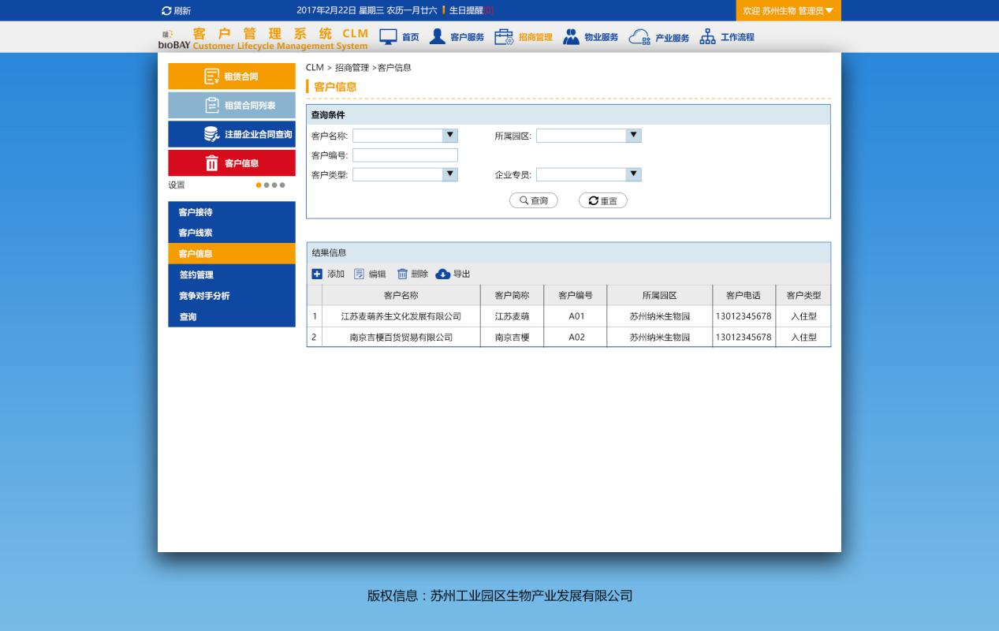 刷新 2017年2月22日 星期三 农历一月廿六 生日提醒[0] 欢迎 苏州生物 管理员
bioBAY 客户管理系统 CLM
Customer Lifecycle Management System
首页 客户服务 招商管理 物业服务 产业服务 工作流程
租赁合同
租赁合同列表
注册企业合同查询
客户信息
设置
客户接待
客户线索
客户信息
签约管理
竞争对手分析
查询
CLM > 招商管理 >客户信息
客户信息
查询条件
客户名称: 所属园区:
客户编号:
客户类型: 企业专员:
查询 重置
结果信息
添加 编辑 删除 导出
客户名称 客户简称 客户编号 所属园区 客户电话 客户类型
1 江苏麦萌养生文化发展有限公司 江苏麦萌 A01 苏州纳米生物园 13012345678 入住型
2 南京吉梗百货贸易有限公司 南京吉梗 A02 苏州纳米生物园 13012345678 入住型
版权信息：苏州工业园区生物产业发展有限公司